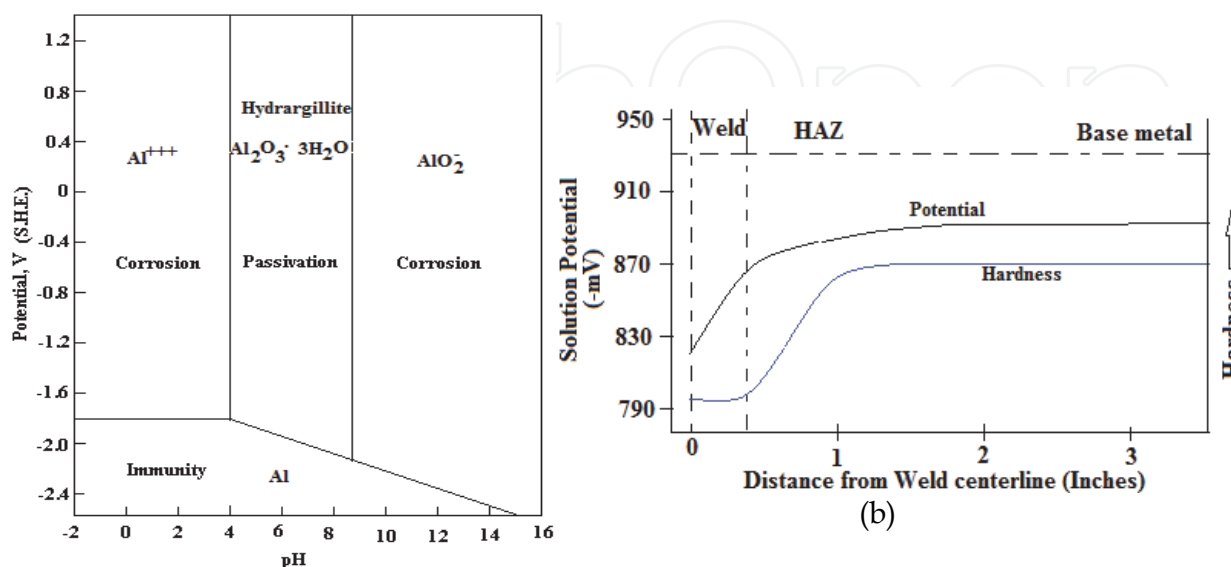 1.2
0.8
0.4
0
-0.4
-0.8
-1.2
-1.6
-2.0
-2.4
Potential, V (S.H.E.)
Hydrargillite
Al+++
Al2O3· 3H2O
AlO2-
Corrosion
Passivation
Corrosion
Immunity
Al
-2 0 2 4 6 8 10 12 14 16
pH
950
910
870
830
790
Solution Potential
(-mV)
Weld
HAZ
Base metal
Potential
Hardness
Hardness
0 1 2 3
Distance from Weld centerline (Inches)
(b)